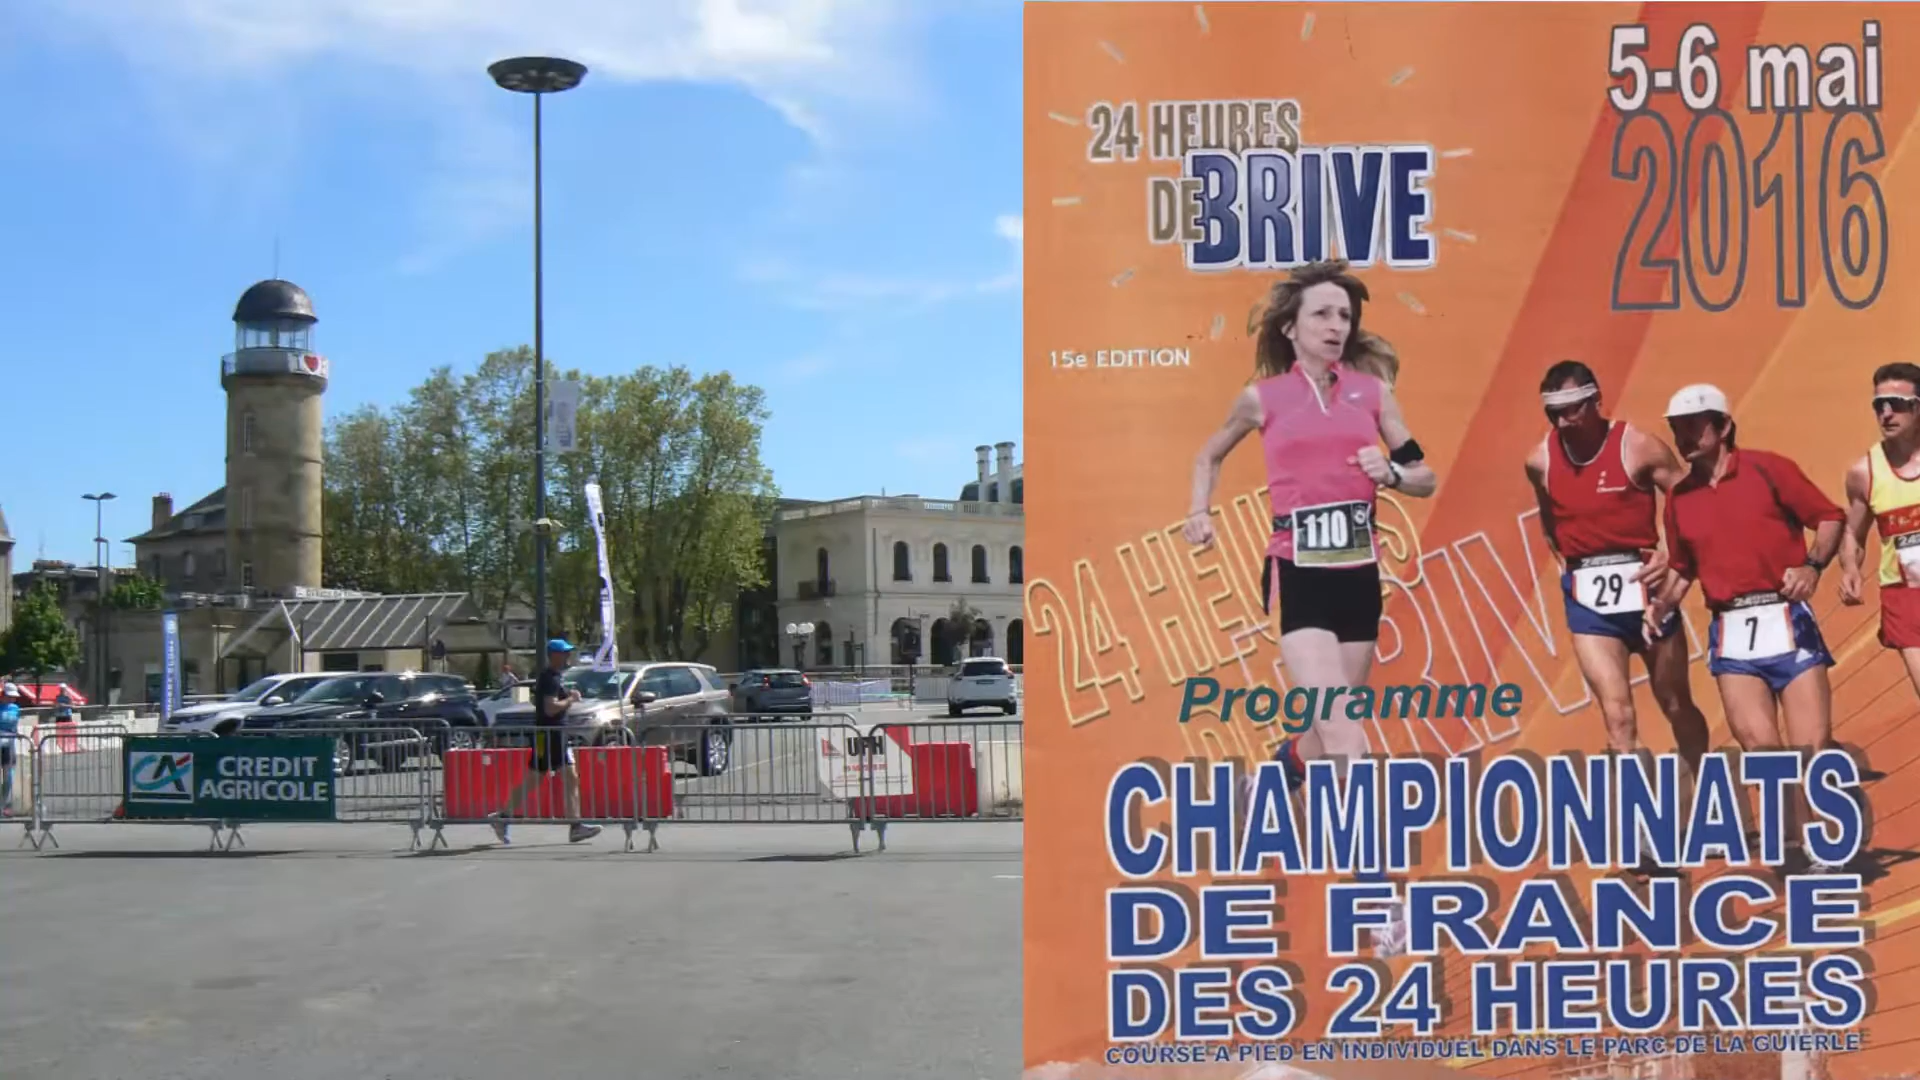 I ❤
CREDIT
AGRICOLE
5-6 mai
2016
24 HEURES
DE BRIVE
15e EDITION
110
29
7
24 HEURES
DE BRIVE
Programme
CHAMPIONNATS
DE FRANCE
DES 24 HEURES
COURSE A PIED EN INDIVIDUEL DANS LE PARC DE LA GUIERLE